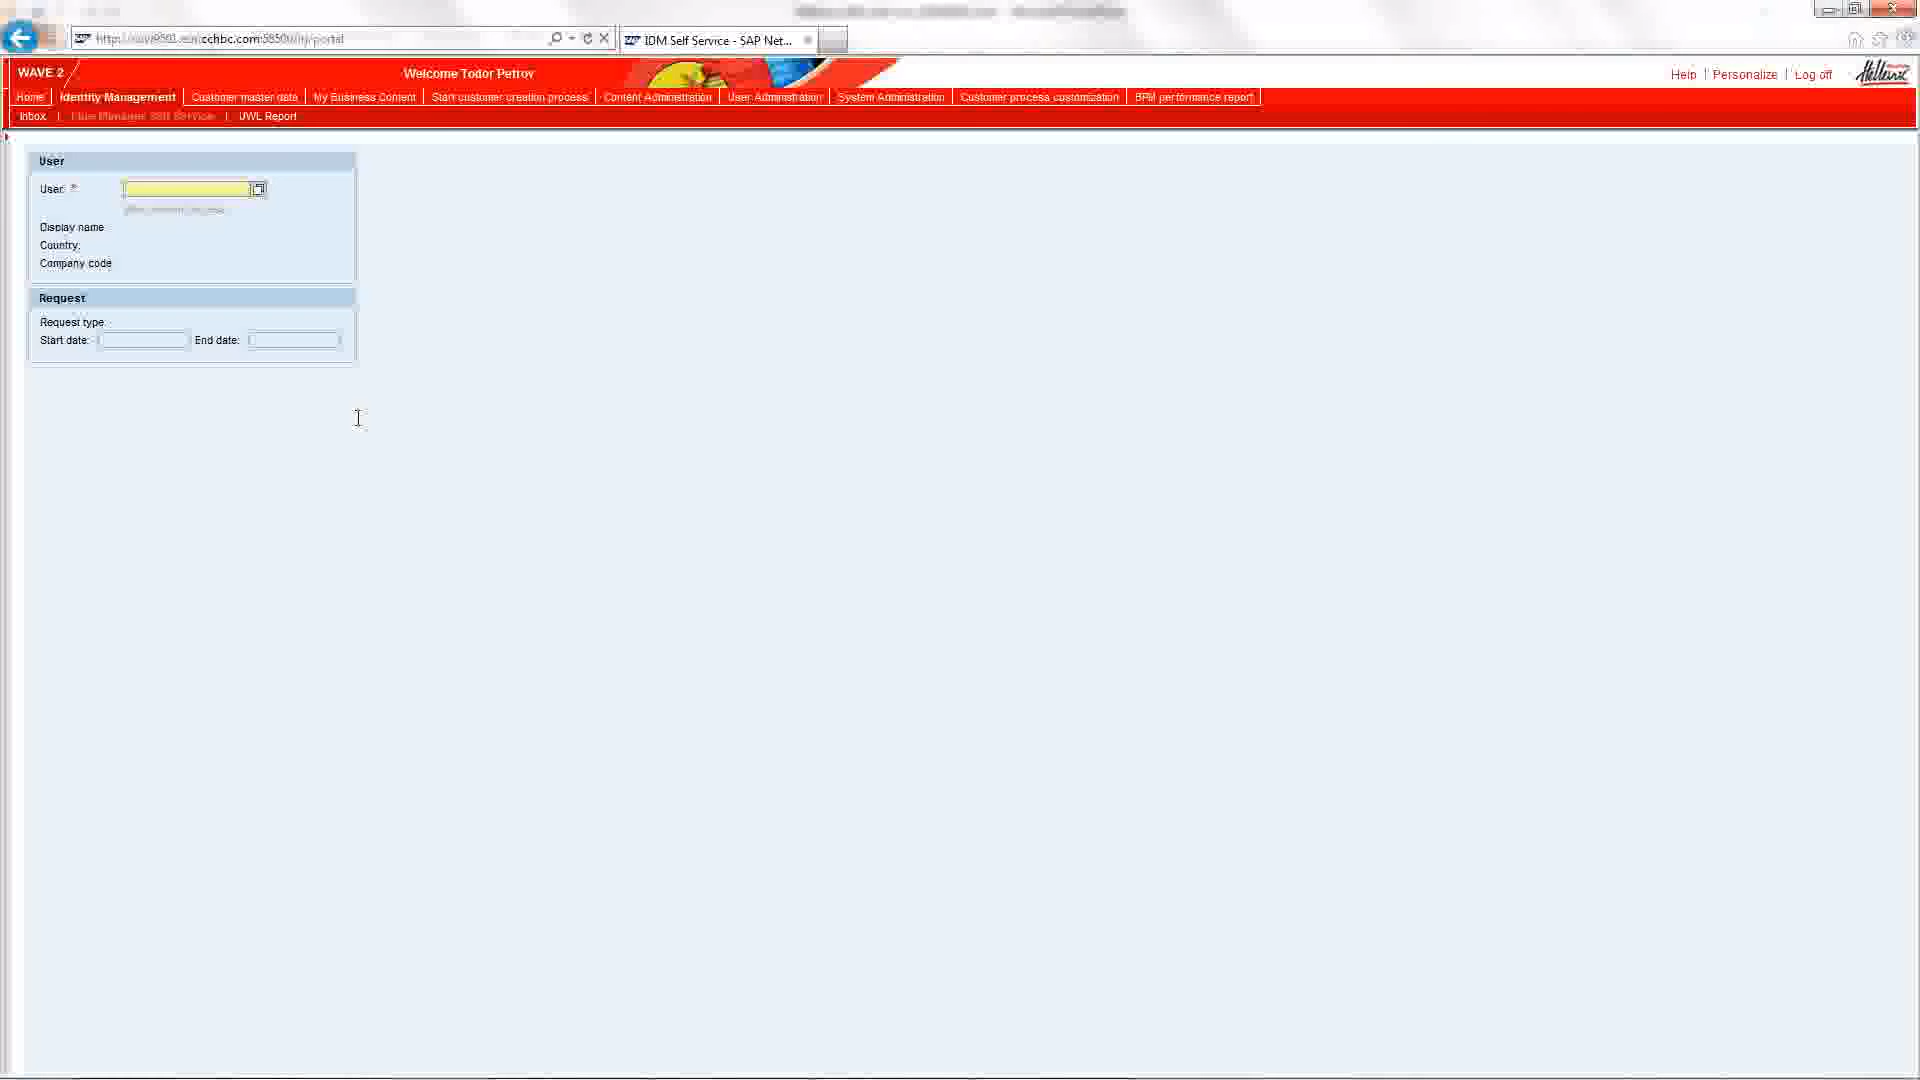 IDM Self Service - SAP Net...
WAVE 2
Welcome Todor Petrov
Help | Personalize | Log off
Hellenic
Home
Identity Management
Customer master data
My Business Content
Start customer creation process
Content Administration
User Administration
System Administration
Customer process customization
BPM performance report
Inbox
UWL Report
User
User: *
Display name
Country:
Company code
Request
Request type:
Start date:
End date: